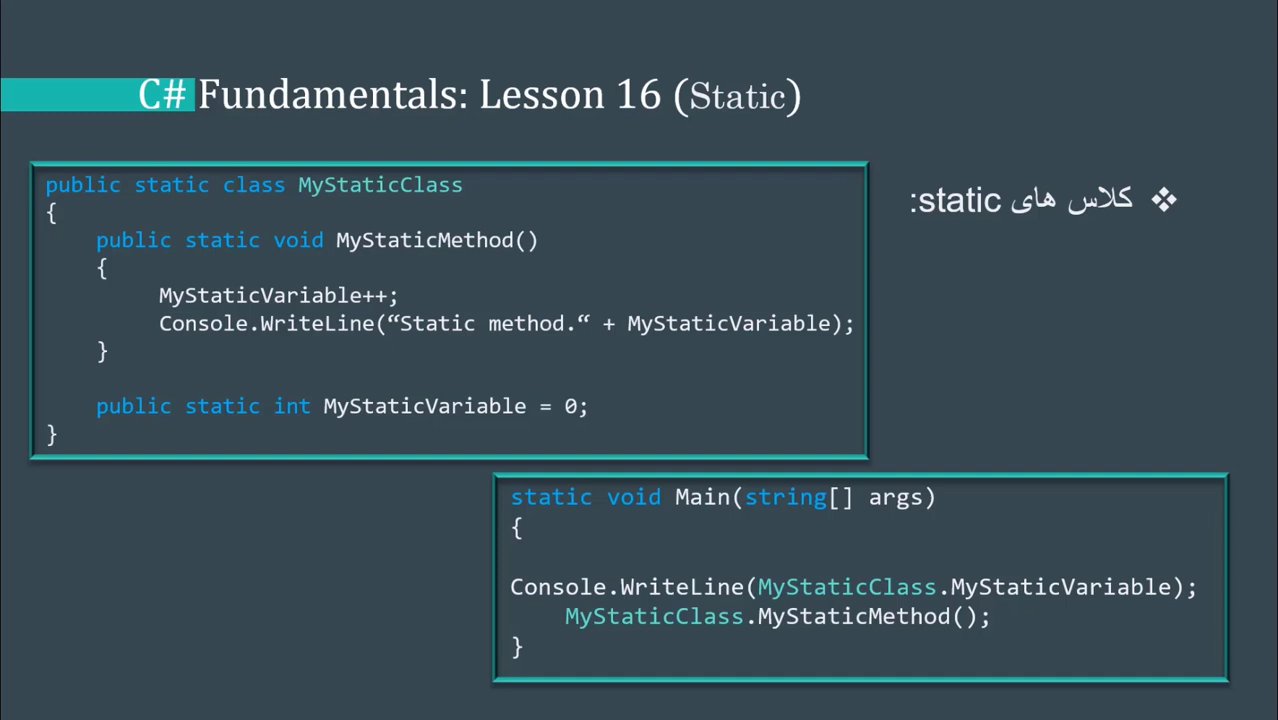 C# Fundamentals: Lesson 16 (Static)
❖ کلاس های static:
public static class MyStaticClass
{
    public static void MyStaticMethod()
    {
        MyStaticVariable++;
        Console.WriteLine(“Static method.“ + MyStaticVariable);
    }
    public static int MyStaticVariable = 0;
}
static void Main(string[] args)
{
Console.WriteLine(MyStaticClass.MyStaticVariable);
    MyStaticClass.MyStaticMethod();
}